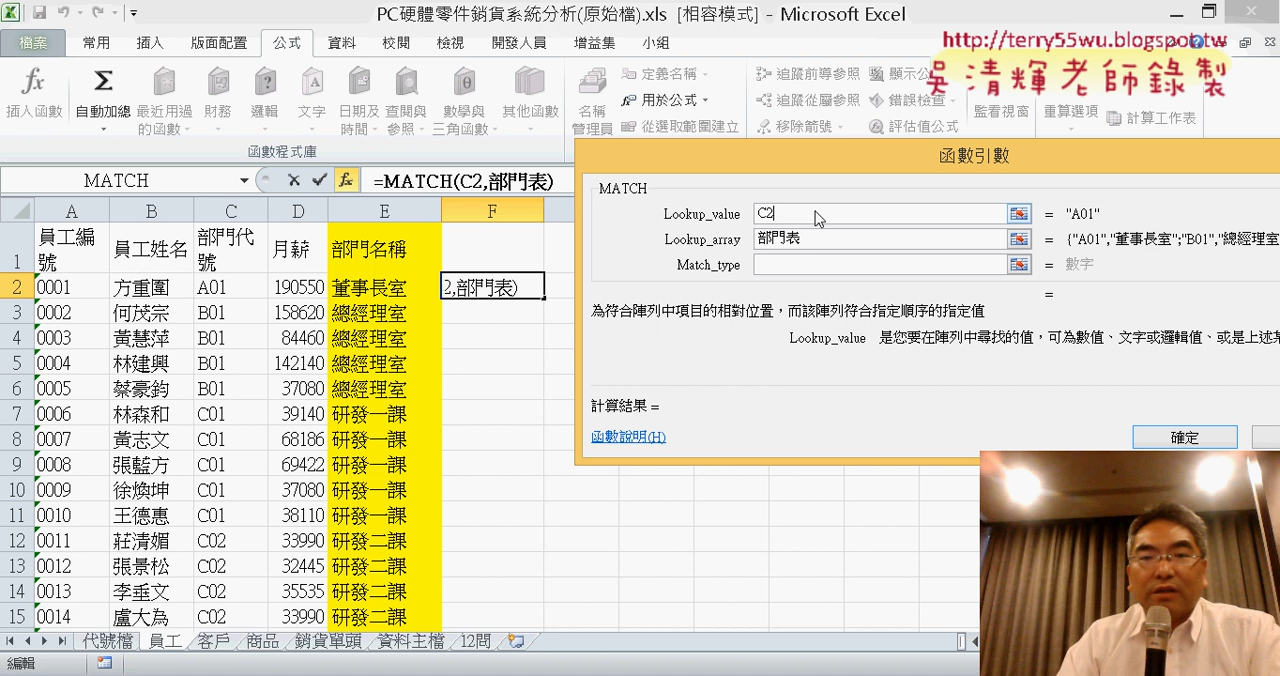 PC硬體零件銷貨系統分析(原始檔).xls [相容模式] - Microsoft Excel
檔案 常用 插入 版面配置 公式 資料 校閱 檢視 開發人員 增益集 小組
http://terry55wu.blogspot.tw
吳清輝老師錄製
插入函數 自動加總 最近用過的函數 財務 邏輯 文字 日期及時間 查閱與參照 數學與三角函數 其他函數 名稱管理員
定義名稱
用於公式
從選取範圍建立
追蹤前導參照
追蹤從屬參照
移除箭號
顯示公
錯誤檢查
評估值公式
監看視窗 重算選項 計算工作表
函數程式庫
MATCH =MATCH(C2,部門表)
A B C D E F
1 員工編號 員工姓名 部門代號 月薪 部門名稱
2 0001 方重圍 A01 190550 董事長室 2,部門表)
3 0002 何茂宗 B01 158620 總經理室
4 0003 黃慧萍 B01 84460 總經理室
5 0004 林建興 B01 142140 總經理室
6 0005 蔡豪鈞 B01 37080 總經理室
7 0006 林森和 C01 39140 研發一課
8 0007 黃志文 C01 68186 研發一課
9 0008 張藍方 C01 69422 研發一課
10 0009 徐煥坤 C01 37080 研發一課
11 0010 王德惠 C01 38110 研發一課
12 0011 莊清媚 C02 33990 研發二課
13 0012 張景松 C02 32445 研發二課
14 0013 李垂文 C02 35535 研發二課
15 0014 盧大為 C02 33990 研發二課
函數引數
MATCH
Lookup_value C2 = "A01"
Lookup_array 部門表 = {"A01","董事長室";"B01","總經理室
Match_type = 數字
=
為符合陣列中項目的相對位置，而該陣列符合指定順序的指定值
Lookup_value 是您要在陣列中尋找的值，可為數值、文字或邏輯值、或是上述某
計算結果 =
函數說明(H)
確定
代號檔 員工 客戶 商品 銷貨單頭 資料主檔 12問
編輯